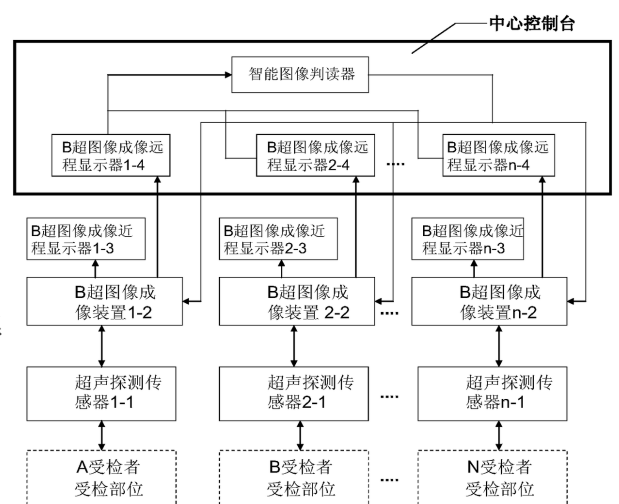 中心控制台
智能图像判读器
B超图像成像远
程显示器1-4
B超图像成像远
程显示器2-4
....
B超图像成像远
程显示器n-4
B超图像成像近
程显示器1-3
B超图像成像近
程显示器2-3
B超图像成像近
程显示器n-3
B超图像成
像装置1-2
B超图像成
像装置 2-2
....
B超图像成
像装置n-2
超声探测传
感器1-1
超声探测传
感器2-1
....
超声探测传
感器n-1
A受检者
受检部位
B受检者
受检部位
....
N受检者
受检部位